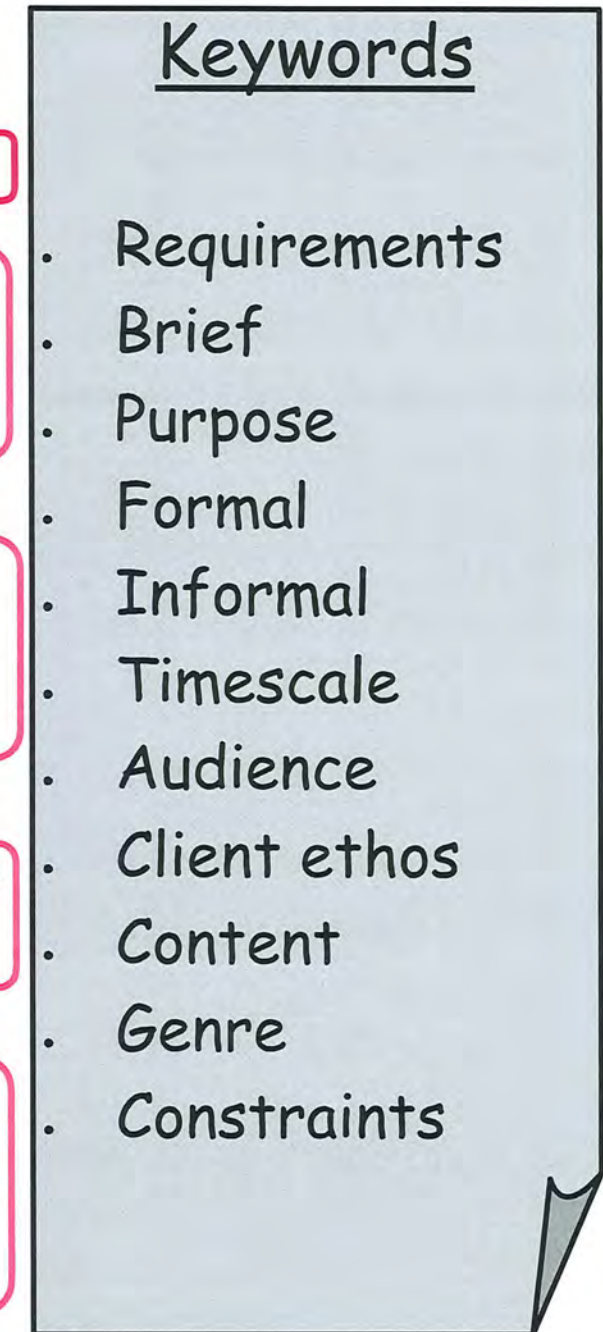 Keywords
. Requirements
. Brief
. Purpose
. Formal
. Informal
. Timescale
. Audience
. Client ethos
. Content
. Genre
. Constraints